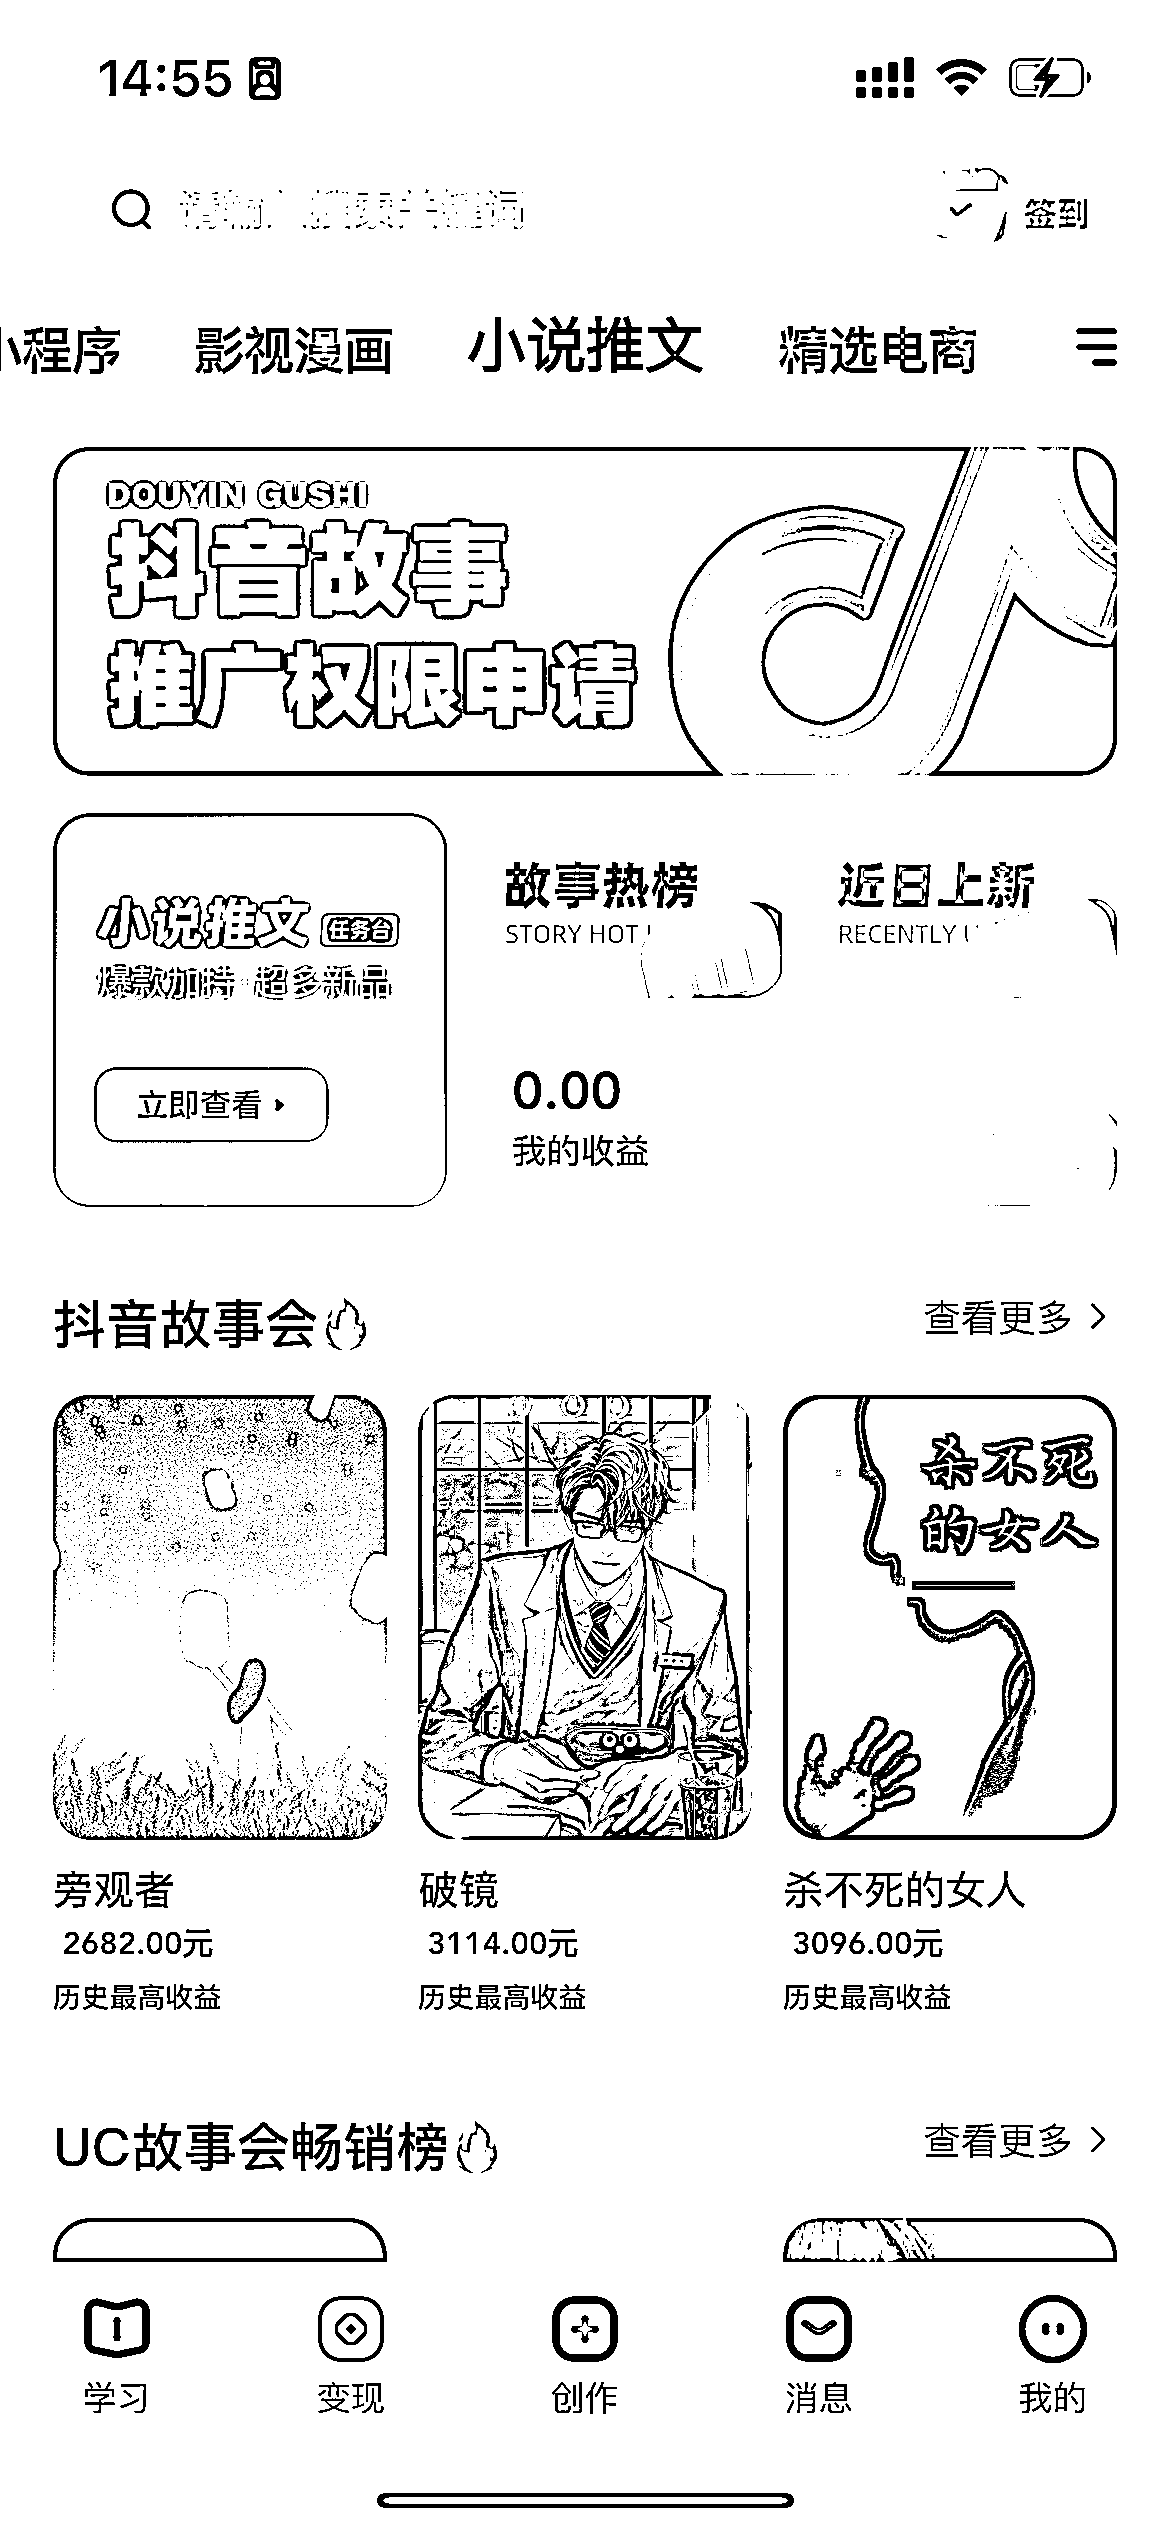 14:55
签到
小程序 影视漫画 小说推文 精选电商
DOUYIN GUSHI
抖音故事
推广权限申请
小说推文 任务台
爆款加持 超多新品
立即查看
故事热榜
STORY HOT
近日上新
RECENTLY
0.00
我的收益
抖音故事会
查看更多
杀不死
的女人
旁观者
2682.00元
历史最高收益
破镜
3114.00元
历史最高收益
杀不死的女人
3096.00元
历史最高收益
UC故事会畅销榜
查看更多
学习 变现 创作 消息 我的